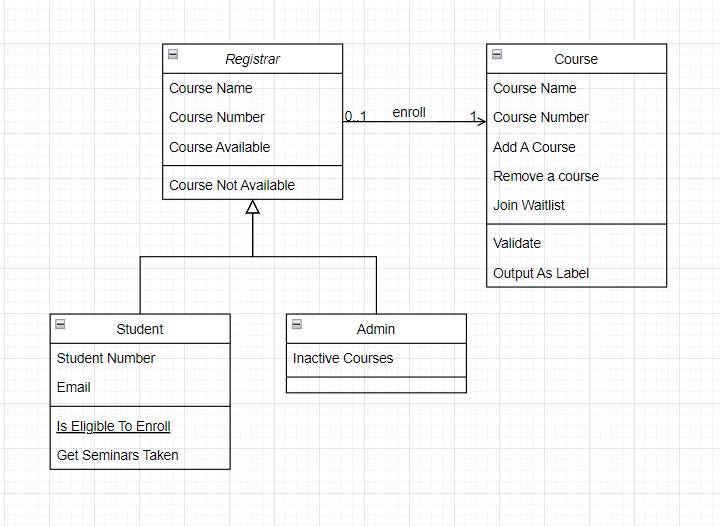 Registrar
Course Name
Course Number
Course Available
Course Not Available
0..1
enroll
1
Course
Course Name
Course Number
Add A Course
Remove a course
Join Waitlist
Validate
Output As Label
Student
Student Number
Email
Is Eligible To Enroll
Get Seminars Taken
Admin
Inactive Courses